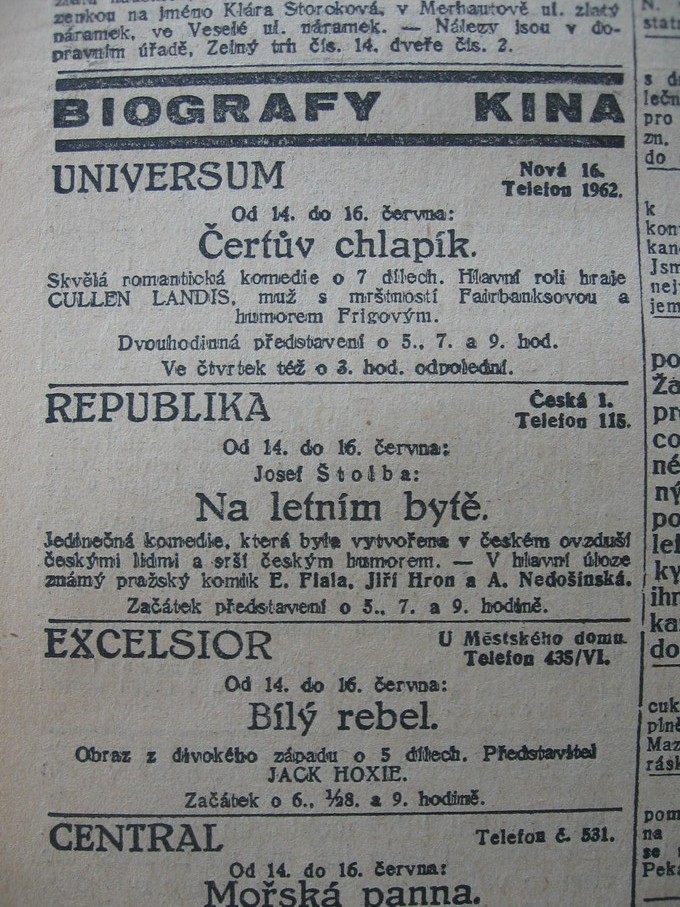 zenkou na jméno Klára Storoková, v Merhautově ul. zlatý
náramek, ve Veselé ul. náramek. — Nálezy jsou v do-
pravním úřadě, Zelný trh čís. 14. dveře čís. 2.
BIOGRAFY KINA
UNIVERSUM
Nová 16.
Telefon 1962.
Od 14. do 16. června:
Čertův chlapík.
Skvělá romantická komedie o 7 dílech. Hlavní roli hraje
CULLEN LANDIS, muž s mrštností Fairbanksovou a
humorem Frigovým.
Dvouhodinná představení o 5., 7. a 9. hod.
Ve čtvrtek též o 3. hod. odpolední.
REPUBLIKA
Česká 1.
Telefon 115.
Od 14. do 16. června:
Josef Štolba:
Na letním bytě.
Jedinečná komedie, která byla vytvořena v českém ovzduší
českými lidmi a srší českým humorem. — V hlavní úloze
známý pražský komik E. Fiala, Jiří Hron a A. Nedošinská.
Začátek představení o 5., 7. a 9. hodině.
EXCELSIOR
U Městského domu.
Telefon 435/VI.
Od 14. do 16. června:
Bílý rebel.
Obraz z divokého západu o 5 dílech. Představitel
JACK HOXIE.
Začátek o 6., ½8. a 9. hodině.
CENTRAL
Telefon č. 531.
Od 14. do 16. června:
Mořská panna.